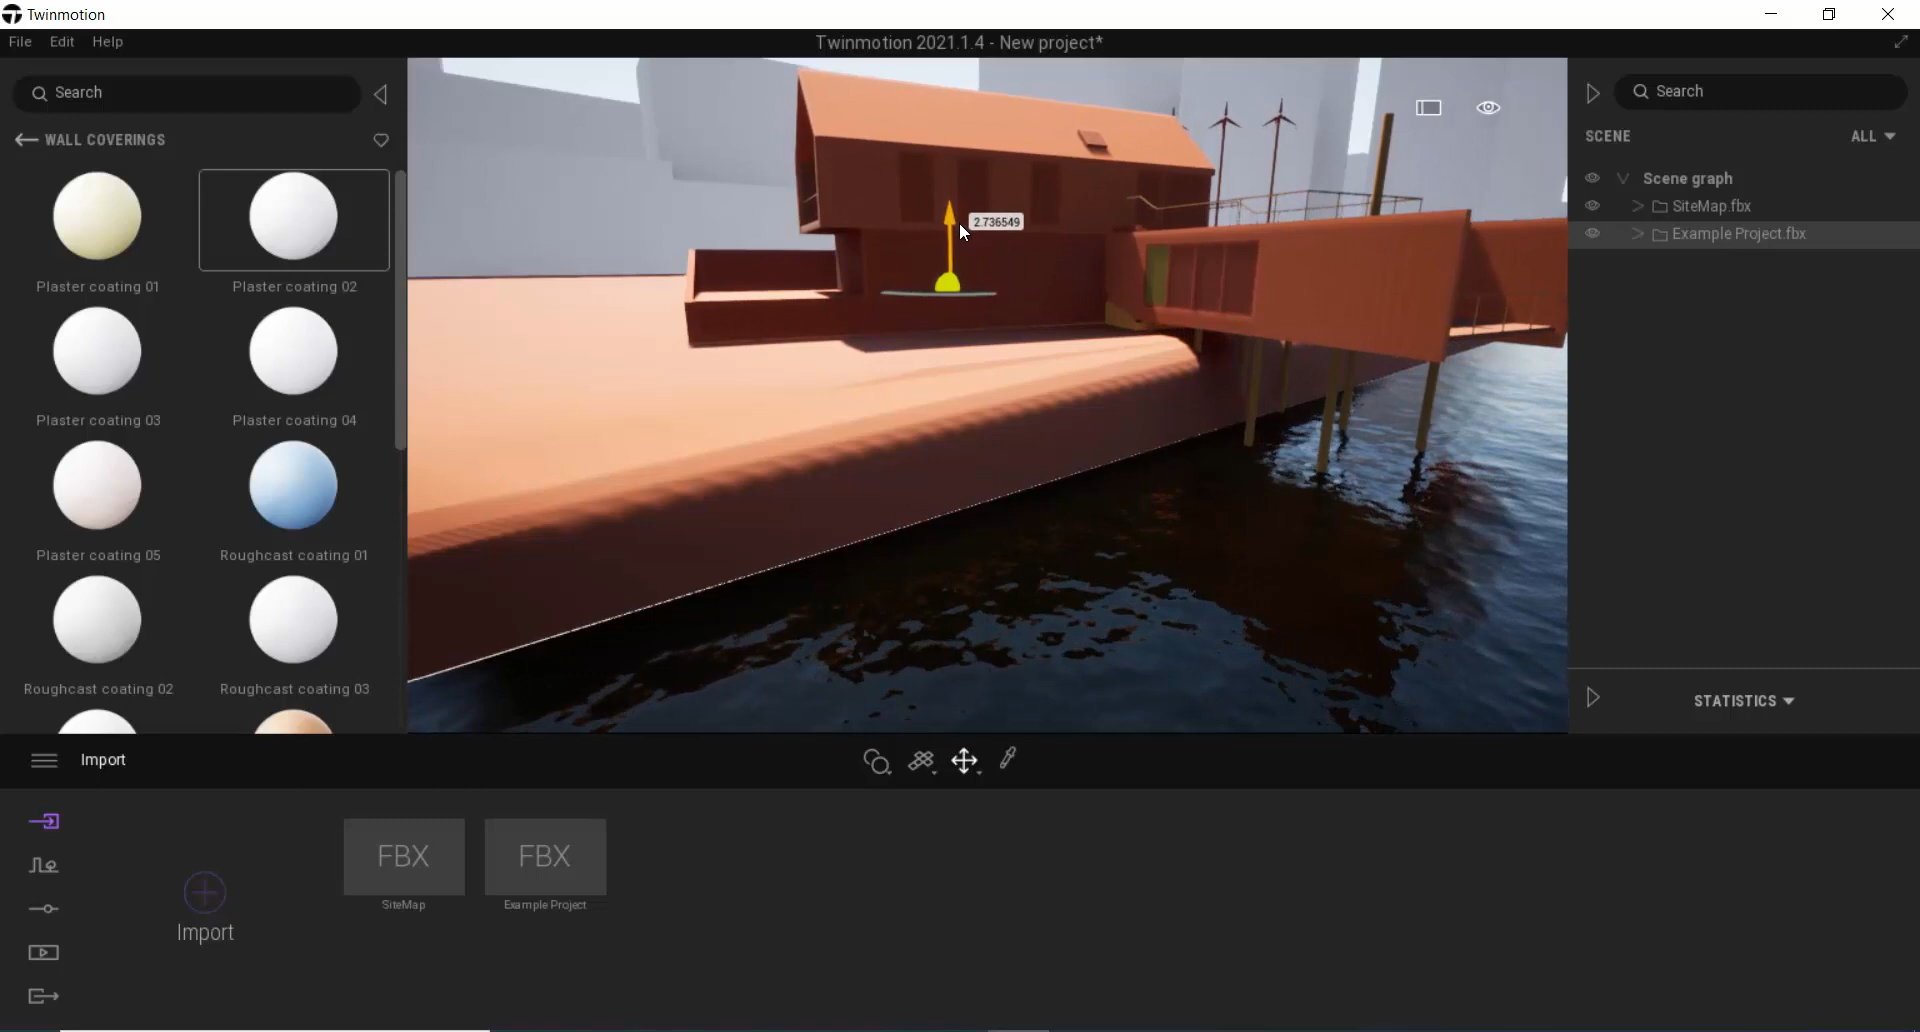 Twinmotion
File Edit Help
Twinmotion 2021.1.4 - New project*
Search
WALL COVERINGS
Plaster coating 01
Plaster coating 02
Plaster coating 03
Plaster coating 04
Plaster coating 05
Roughcast coating 01
Roughcast coating 02
Roughcast coating 03
2.736549
Search
SCENE
ALL
Scene graph
SiteMap.fbx
Example Project.fbx
STATISTICS
Import
Import
FBX
SiteMap
FBX
Example Project